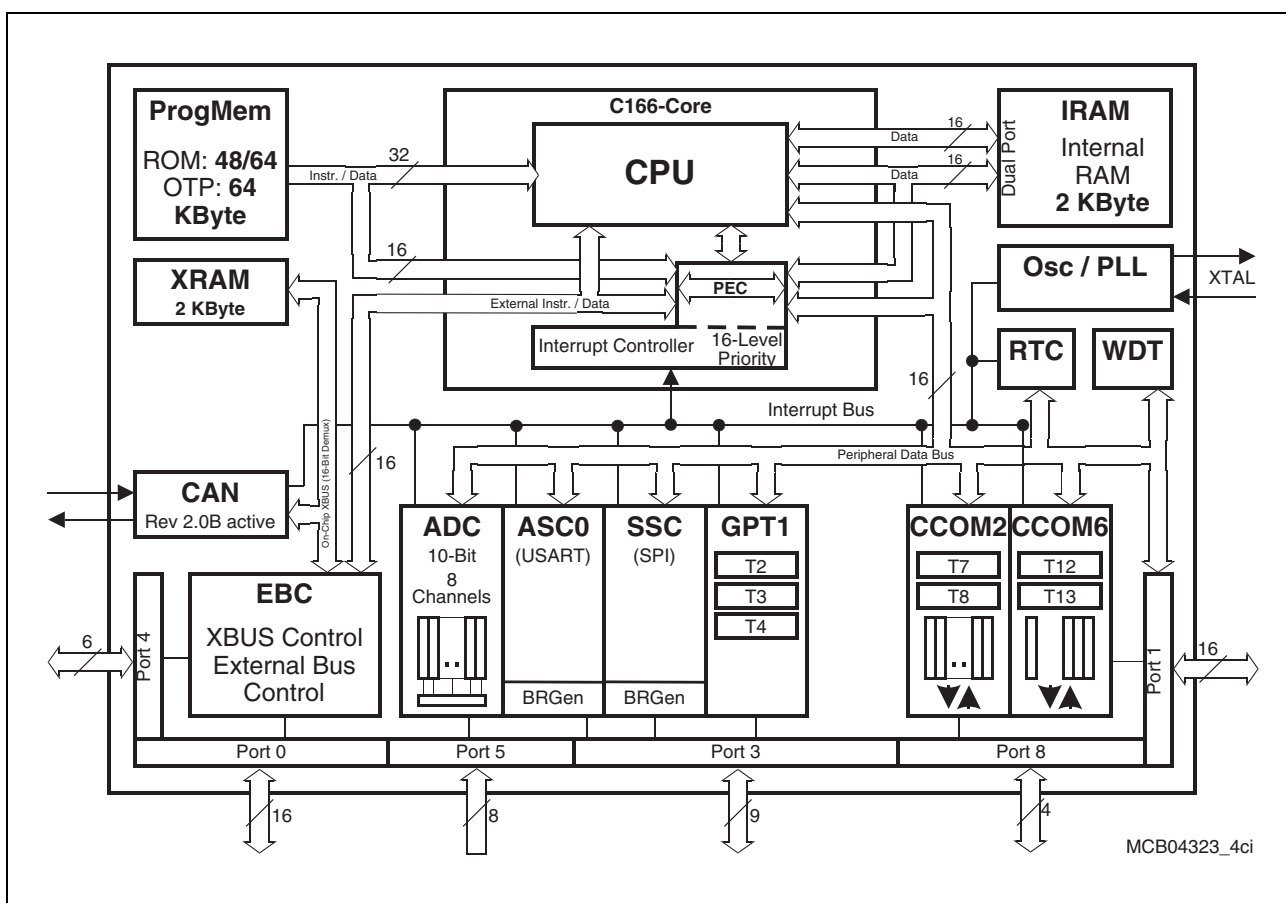 C166-Core
ProgMem
ROM: 48/64
OTP: 64
KByte
32
Instr. / Data
CPU
16
Data
16
Data
Dual Port
IRAM
Internal
RAM
2 KByte
XRAM
2 KByte
16
External Instr. / Data
PEC
Interrupt Controller
16-Level
Priority
Osc / PLL
XTAL
RTC
WDT
16
Interrupt Bus
Peripheral Data Bus
On-Chip XBUS (16-Bit Demux)
16
CAN
Rev 2.0B active
EBC
XBUS Control
External Bus
Control
6
Port 4
ADC
10-Bit
8
Channels
ASC0
(USART)
BRGen
SSC
(SPI)
BRGen
GPT1
T2
T3
T4
CCOM2
T7
T8
CCOM6
T12
T13
Port 1
16
Port 0
Port 5
Port 3
Port 8
16
8
9
4
MCB04323_4ci